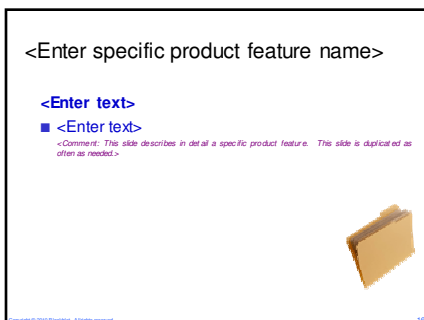 <Enter specific product feature name>
<Enter text>
■ <Enter text>
<Comment: This slide describes in detail a specific product feature. This slide is duplicated as
often as needed.>